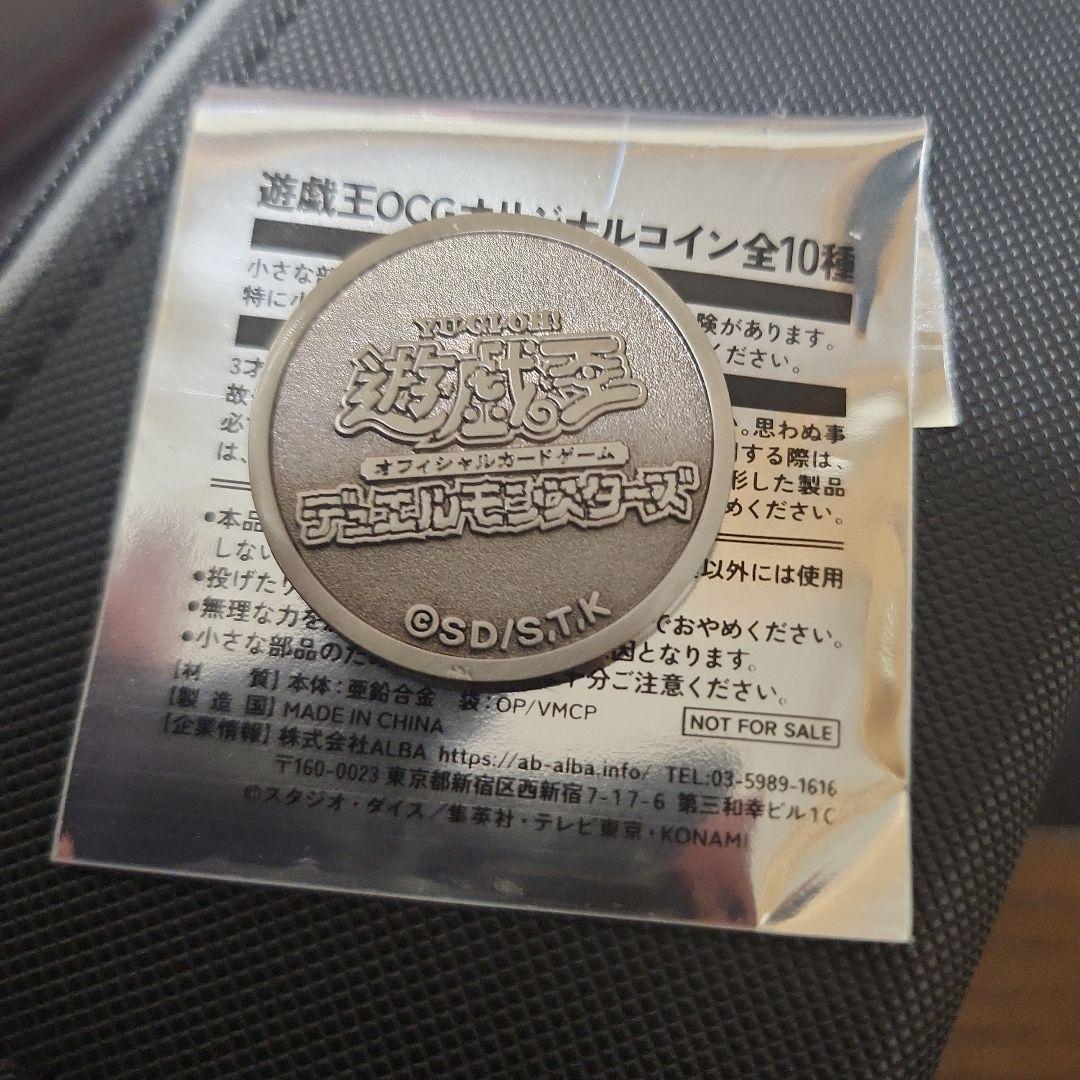 遊戯王OCGオリジナルコイン全10種
小さな部
特に小
険があります。
ください。
3才
故
必
は、
い。思わぬ事
する際は、
形した製品
めください。
●本品
しない
以外には使用
●投げたり
●無理な力を
でおやめください。
●小さな部品のため
因となります。
十分ご注意ください。
【材 質】本体:亜鉛合金 袋:OP/VMCP
【製造国】MADE IN CHINA
NOT FOR SALE
【企業情報】株式会社ALBA https://ab-alba.info/ TEL:03-5989-1616
〒160-0023 東京都新宿区西新宿7-17-6 第三和幸ビル1C
©スタジオ・ダイス/集英社・テレビ東京・KONAMI
YU-GI-OH!
遊戯王
オフィシャルカードゲーム
デュエルモンスターズ
©SD/S,T,K